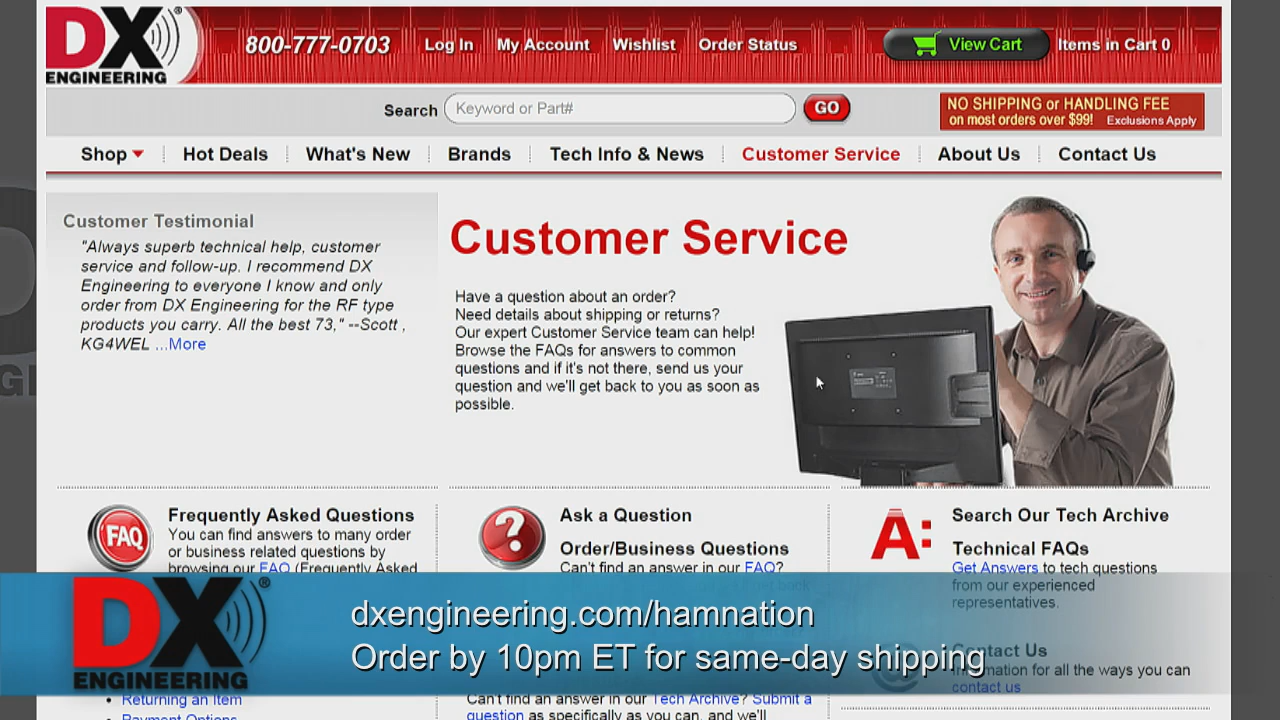 DX
ENGINEERING
®
800-777-0703
Log In
My Account
Wishlist
Order Status
View Cart
Items in Cart 0
Search
Keyword or Part#
GO
NO SHIPPING or HANDLING FEE
on most orders over $99! Exclusions Apply
Shop
Hot Deals
What's New
Brands
Tech Info & News
Customer Service
About Us
Contact Us
Customer Testimonial
"Always superb technical help, customer
service and follow-up. I recommend DX
Engineering to everyone I know and only
order from DX Engineering for the RF type
products you carry. All the best 73," --Scott ,
KG4WEL ...More
Customer Service
Have a question about an order?
Need details about shipping or returns?
Our expert Customer Service team can help!
Browse the FAQs for answers to common
questions and if it's not there, send us your
question and we'll get back to you as soon as
possible.
FAQ
Frequently Asked Questions
You can find answers to many order
or business related questions by
browsing our FAQ (Frequently Asked
?
Ask a Question
Order/Business Questions
Can't find an answer in our FAQ?
A:
Search Our Tech Archive
Technical FAQs
Get Answers to tech questions
from our experienced
representatives.
Contact Us
Information for all the ways you can
contact us
DX
ENGINEERING
®
dxengineering.com/hamnation
Order by 10pm ET for same-day shipping
Returning an Item
Payment Options
Can't find an answer in our Tech Archive? Submit a
question as specifically as you can, and we'll